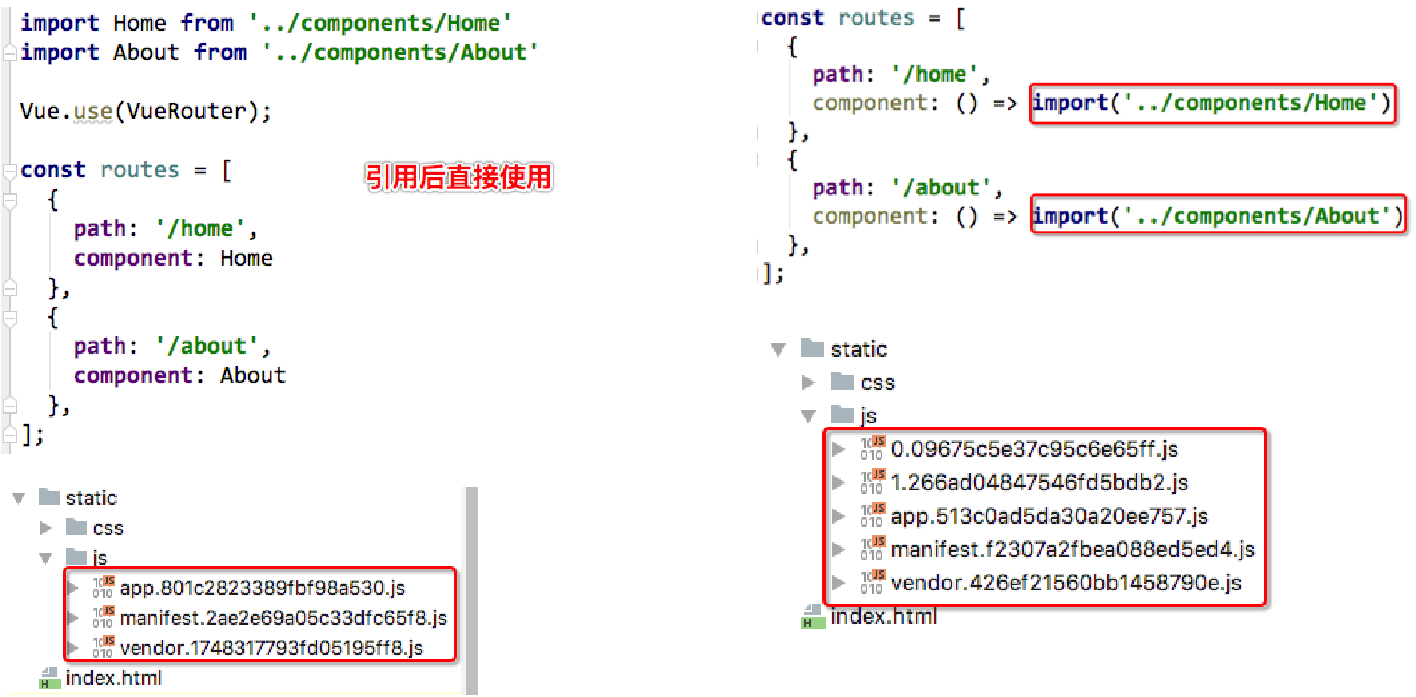 import Home from '../components/Home'
import About from '../components/About'
Vue.use(VueRouter);
const routes = [
{
path: '/home',
component: Home
},
{
path: '/about',
component: About
},
];
引用后直接使用
static
css
js
app.801c2823389fbf98a530.js
manifest.2ae2e69a05c33dfc65f8.js
vendor.1748317793fd05195ff8.js
index.html
const routes = [
{
path: '/home',
component: () => import('../components/Home')
},
{
path: '/about',
component: () => import('../components/About')
},
];
static
css
js
0.09675c5e37c95c6e65ff.js
1.266ad04847546fd5bdb2.js
app.513c0ad5da30a20ee757.js
manifest.f2307a2fbea088ed5ed4.js
vendor.426ef21560bb1458790e.js
index.html